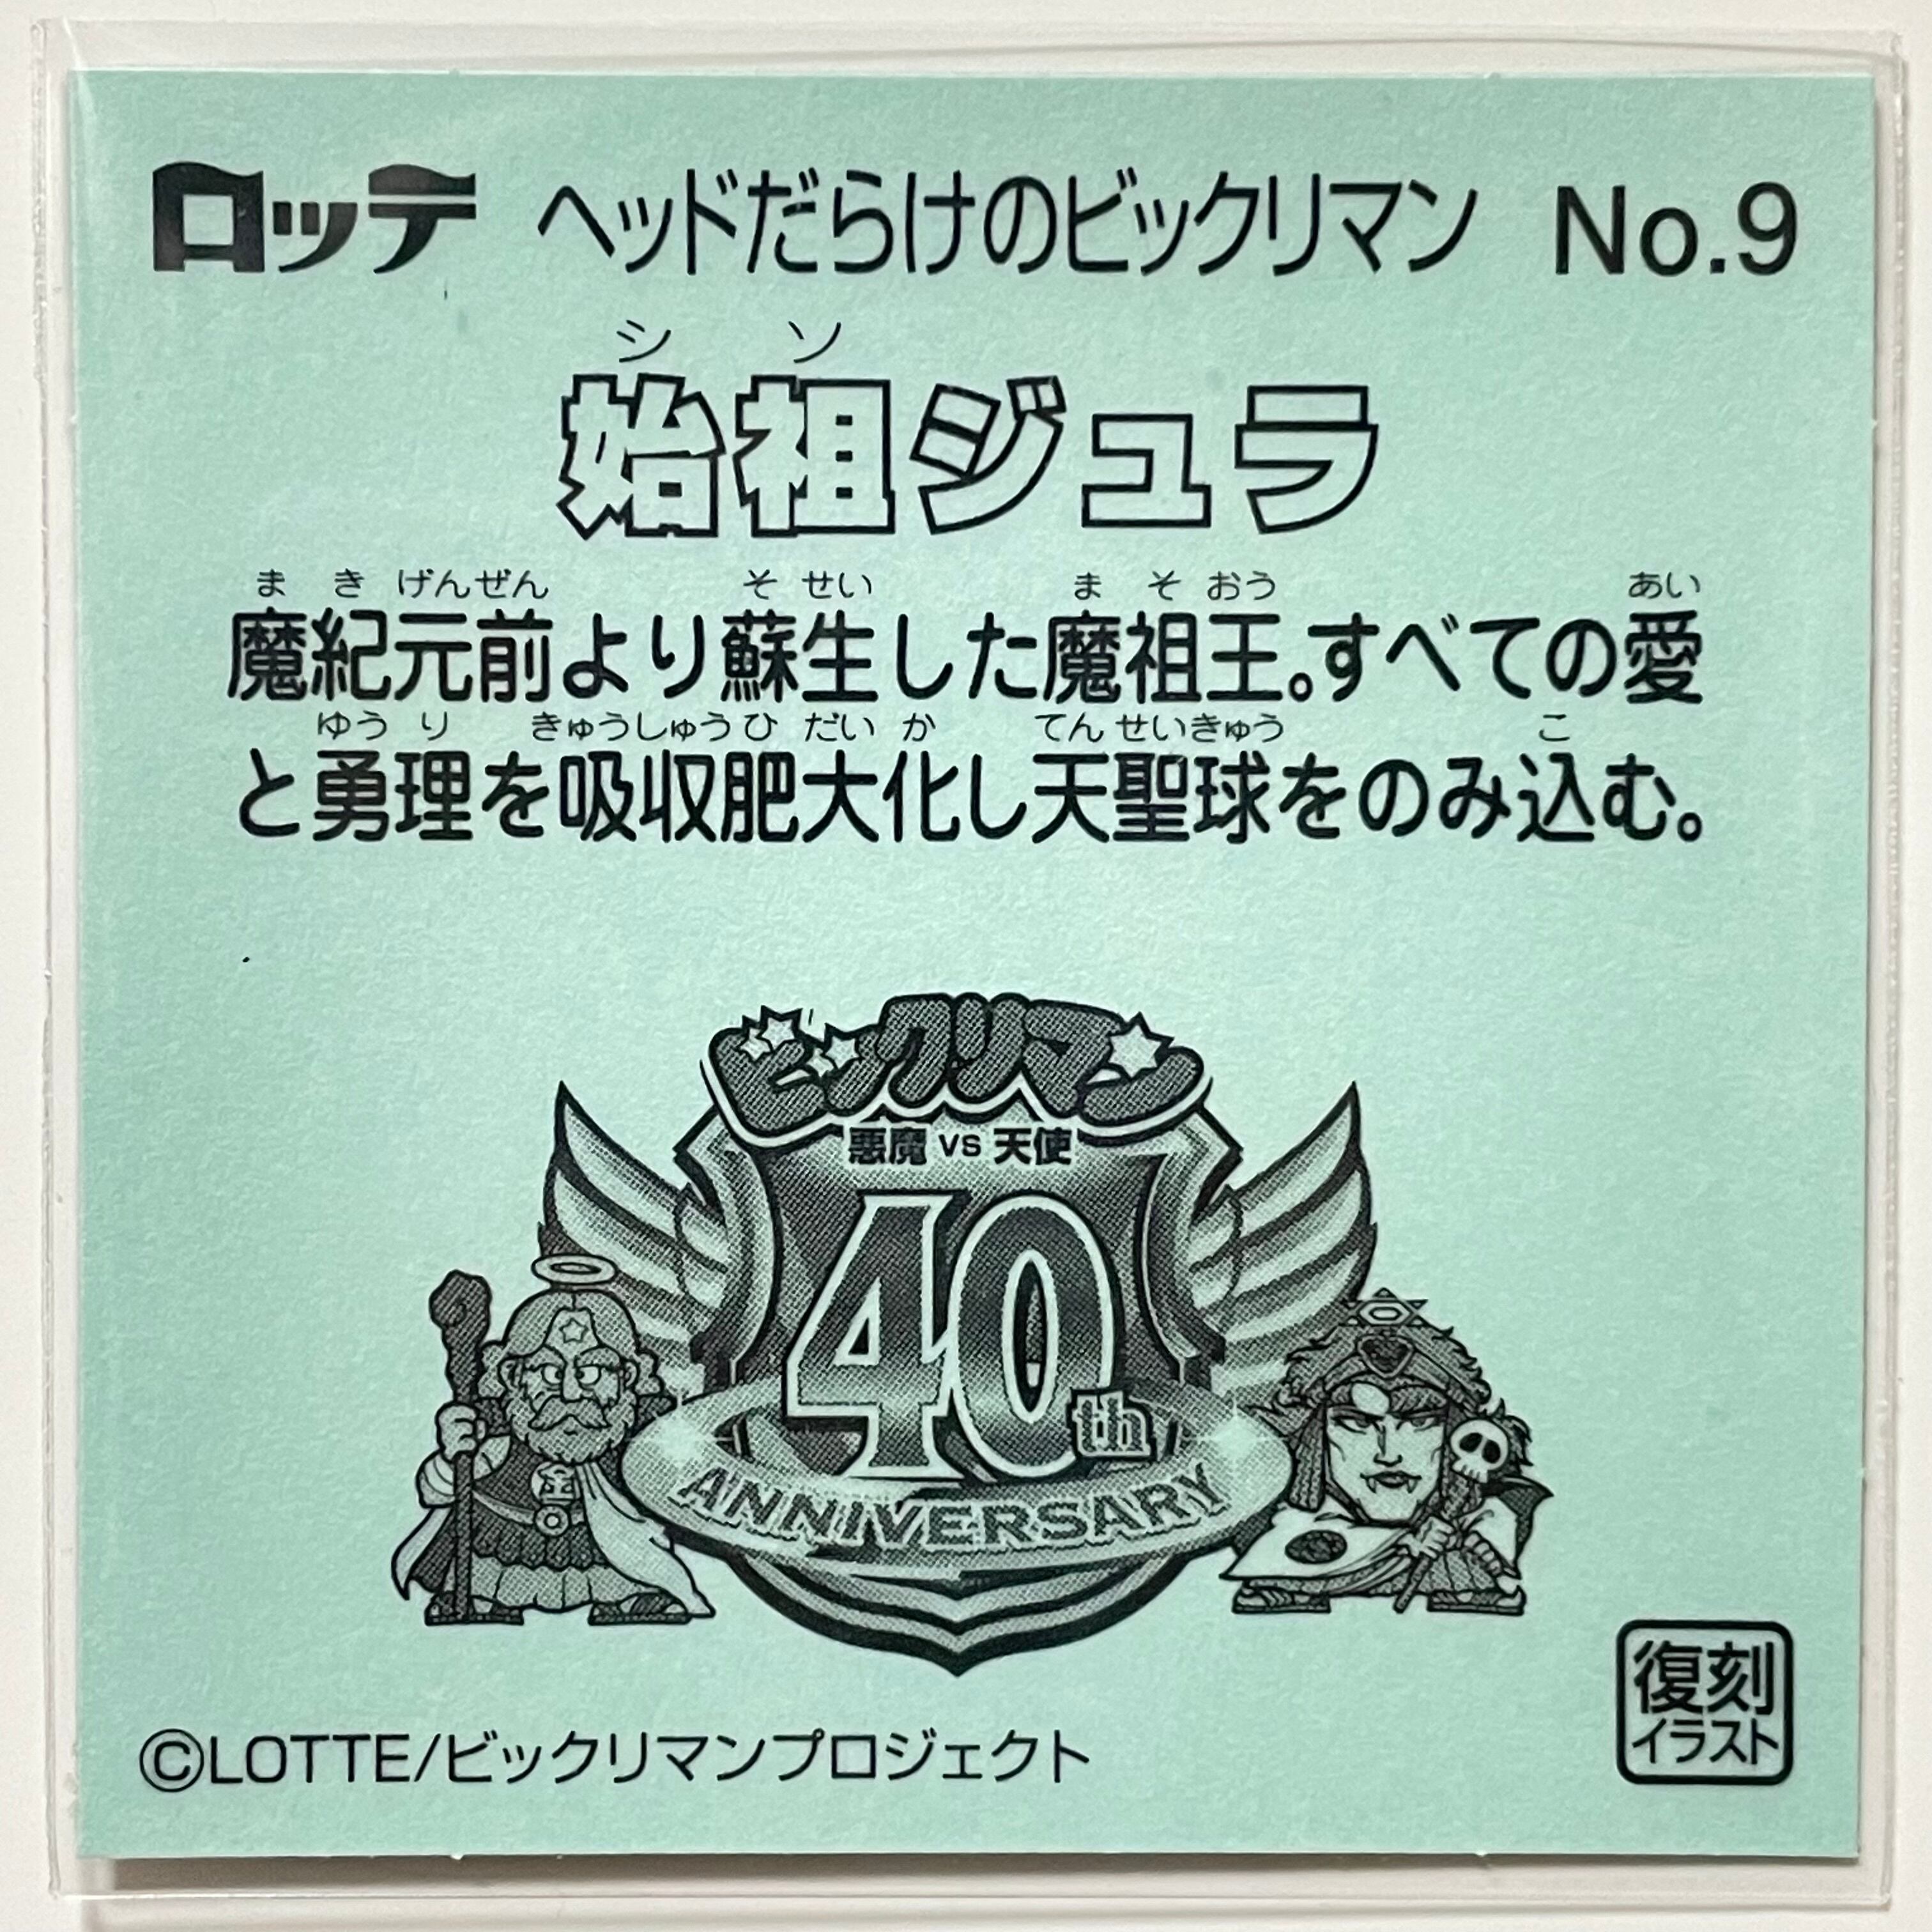 ロッテ ヘッドだらけのビックリマン No.9
シ ソ
始祖ジュラ
ま き げんぜん そ せい ま そ おう あい
魔紀元前より蘇生した魔祖王。すべての愛
ゆう り きゅうしゅう ひ だい か てん せいきゅう こ
と勇理を吸収肥大化し天聖球をのみ込む。
ビックリマン
悪魔 VS 天使
40th
ANNIVERSARY
復刻
イラスト
©LOTTE/ビックリマンプロジェクト